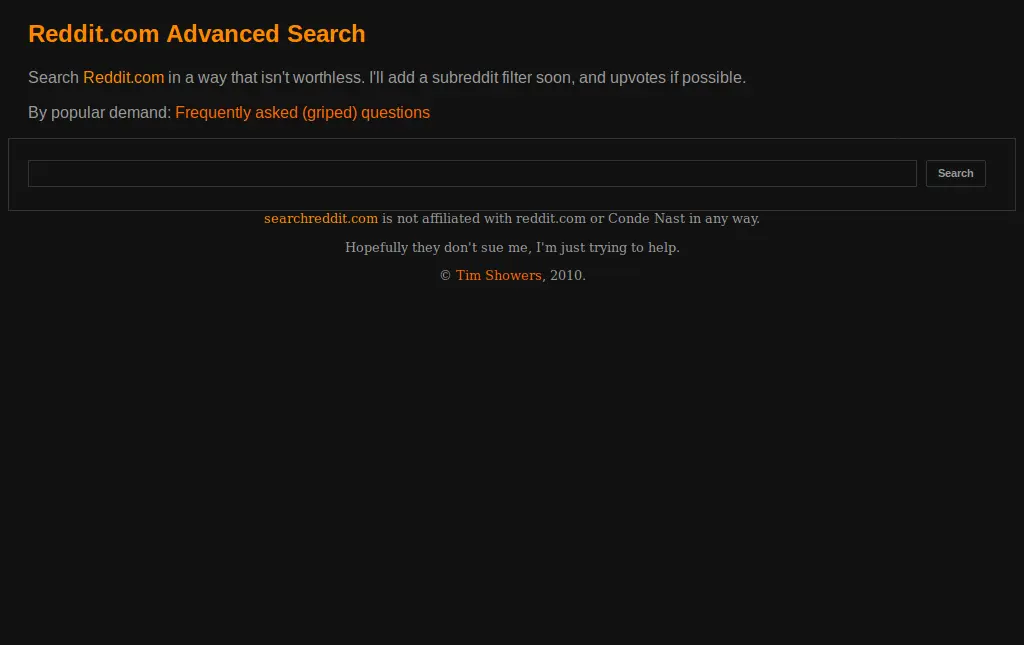 Reddit.com Advanced Search
Search Reddit.com in a way that isn't worthless. I'll add a subreddit filter soon, and upvotes if possible.
By popular demand: Frequently asked (griped) questions
Search
searchreddit.com is not affiliated with reddit.com or Conde Nast in any way.
Hopefully they don't sue me, I'm just trying to help.
© Tim Showers, 2010.